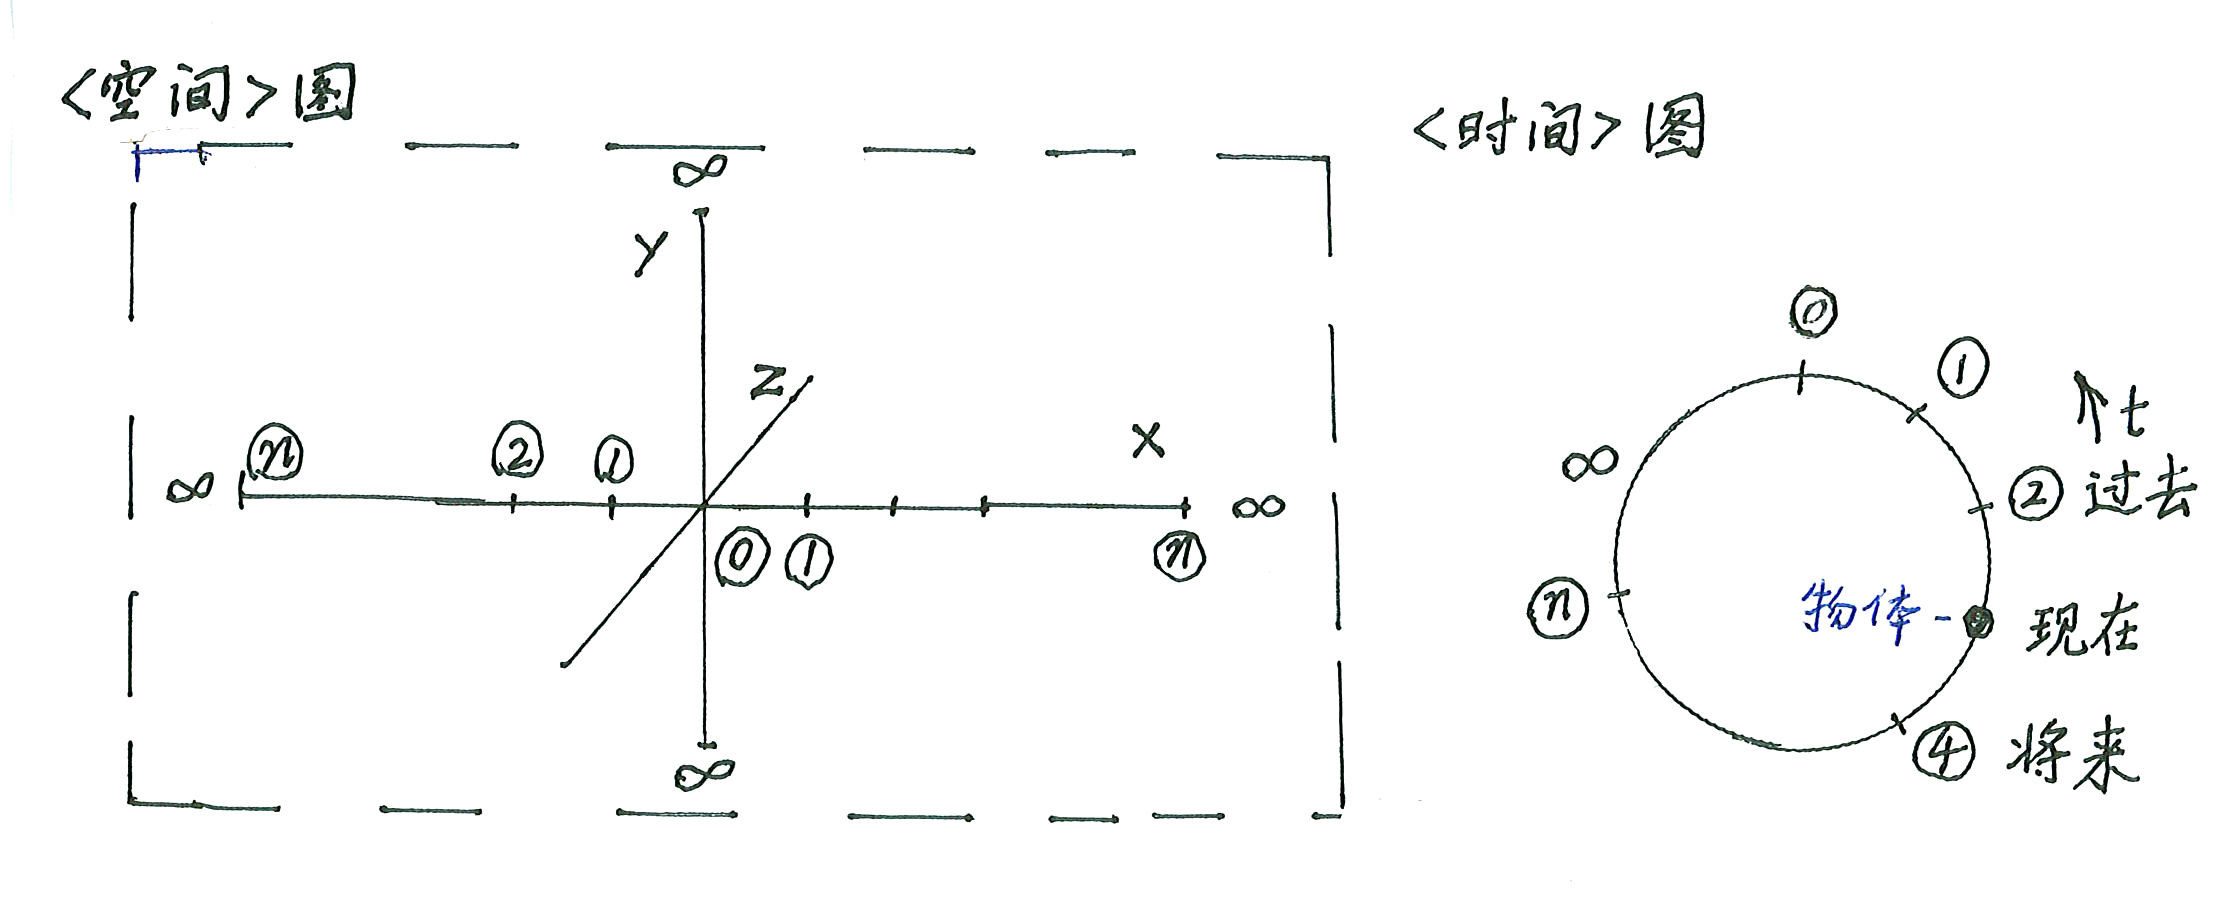 <空间>图
∞
Y
Z
X
∞ ⓝ ② ① ∞
⓪ ① ⓝ
∞
<时间>图
⓪
①
↑t
∞
② 过去
ⓝ
物体- 现在
④ 将来